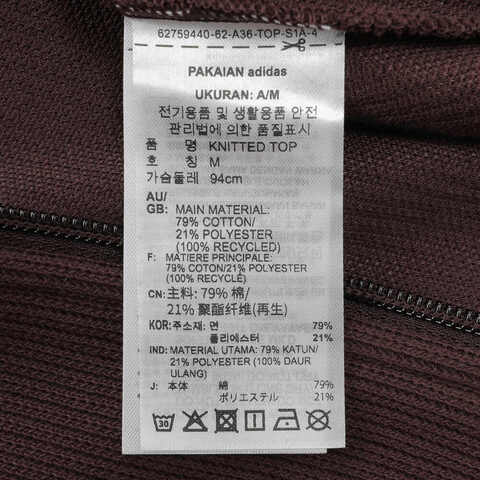 62759440-62-A36-TOP-S1A-4
PAKAIAN adidas
UKURAN: A/M
전기용품 및 생활용품 안전
관리법에 의한 품질표시
품 명 KNITTED TOP
호 칭 M
가슴둘레 94cm
AU/
GB: MAIN MATERIAL:
79% COTTON/
21% POLYESTER
(100% RECYCLED)
F: MATIERE PRINCIPALE:
79% COTON/21% POLYESTER
(100% RECYCLÉ)
CN: 主料: 79% 棉/
21% 聚酯纤维(再生)
KOR: 주소재: 면 79%
폴리에스터 21%
IND: MATERIAL UTAMA: 79% KATUN/
21% POLYESTER (100% DAUR
ULANG)
J: 本体 綿 79%
ポリエステル 21%
30